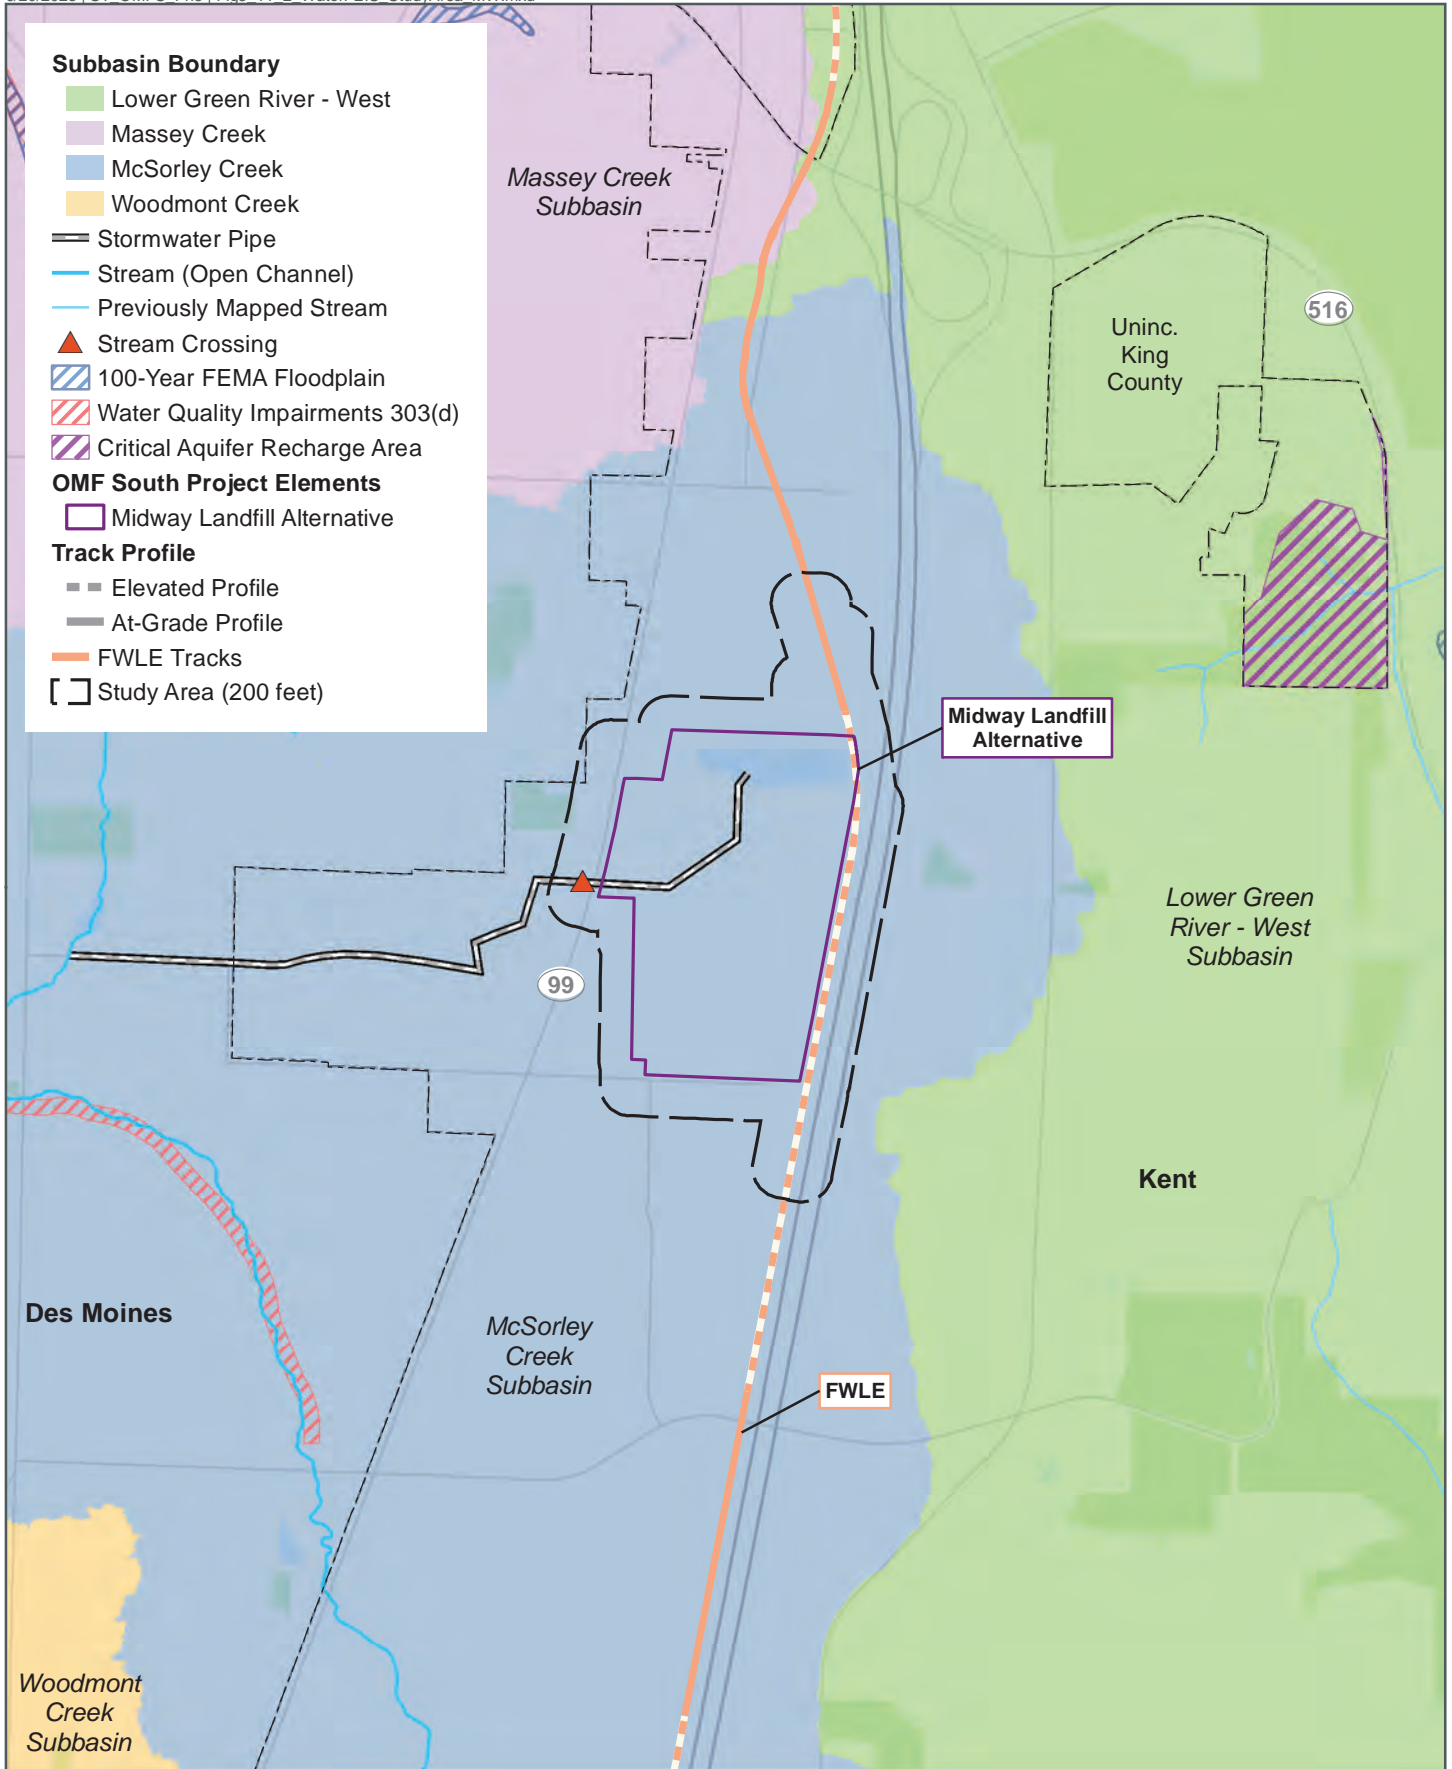 Subbasin Boundary
Lower Green River - West
Massey Creek
McSorley Creek
Woodmont Creek
Stormwater Pipe
Stream (Open Channel)
Previously Mapped Stream
Stream Crossing
100-Year FEMA Floodplain
Water Quality Impairments 303(d)
Critical Aquifer Recharge Area
OMF South Project Elements
Midway Landfill Alternative
Track Profile
Elevated Profile
At-Grade Profile
FWLE Tracks
Study Area (200 feet)
Massey Creek
Subbasin
Uninc.
King
County
516
Midway Landfill
Alternative
Lower Green
River - West
Subbasin
99
Kent
Des Moines
McSorley
Creek
Subbasin
FWLE
Woodmont
Creek
Subbasin